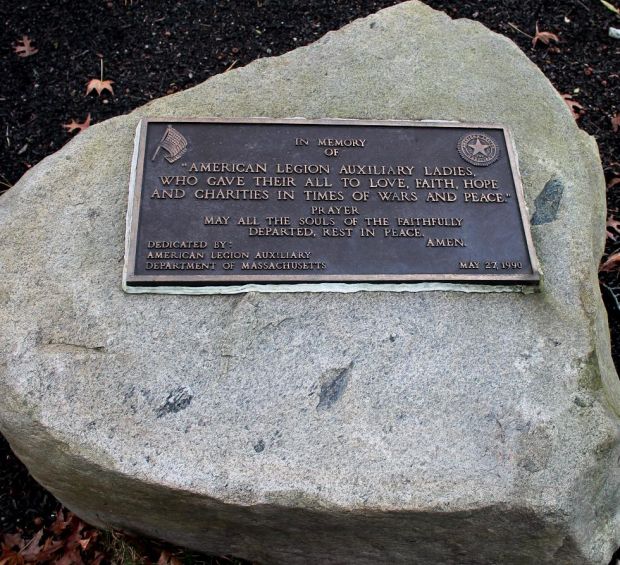 IN MEMORY
OF
"AMERICAN LEGION AUXILIARY LADIES,
WHO GAVE THEIR ALL TO LOVE, FAITH, HOPE
AND CHARITIES IN TIMES OF WARS AND PEACE."
PRAYER
MAY ALL THE SOULS OF THE FAITHFULLY
DEPARTED, REST IN PEACE. AMEN.
DEDICATED BY:
AMERICAN LEGION AUXILIARY
DEPARTMENT OF MASSACHUSETTS MAY 27, 1990